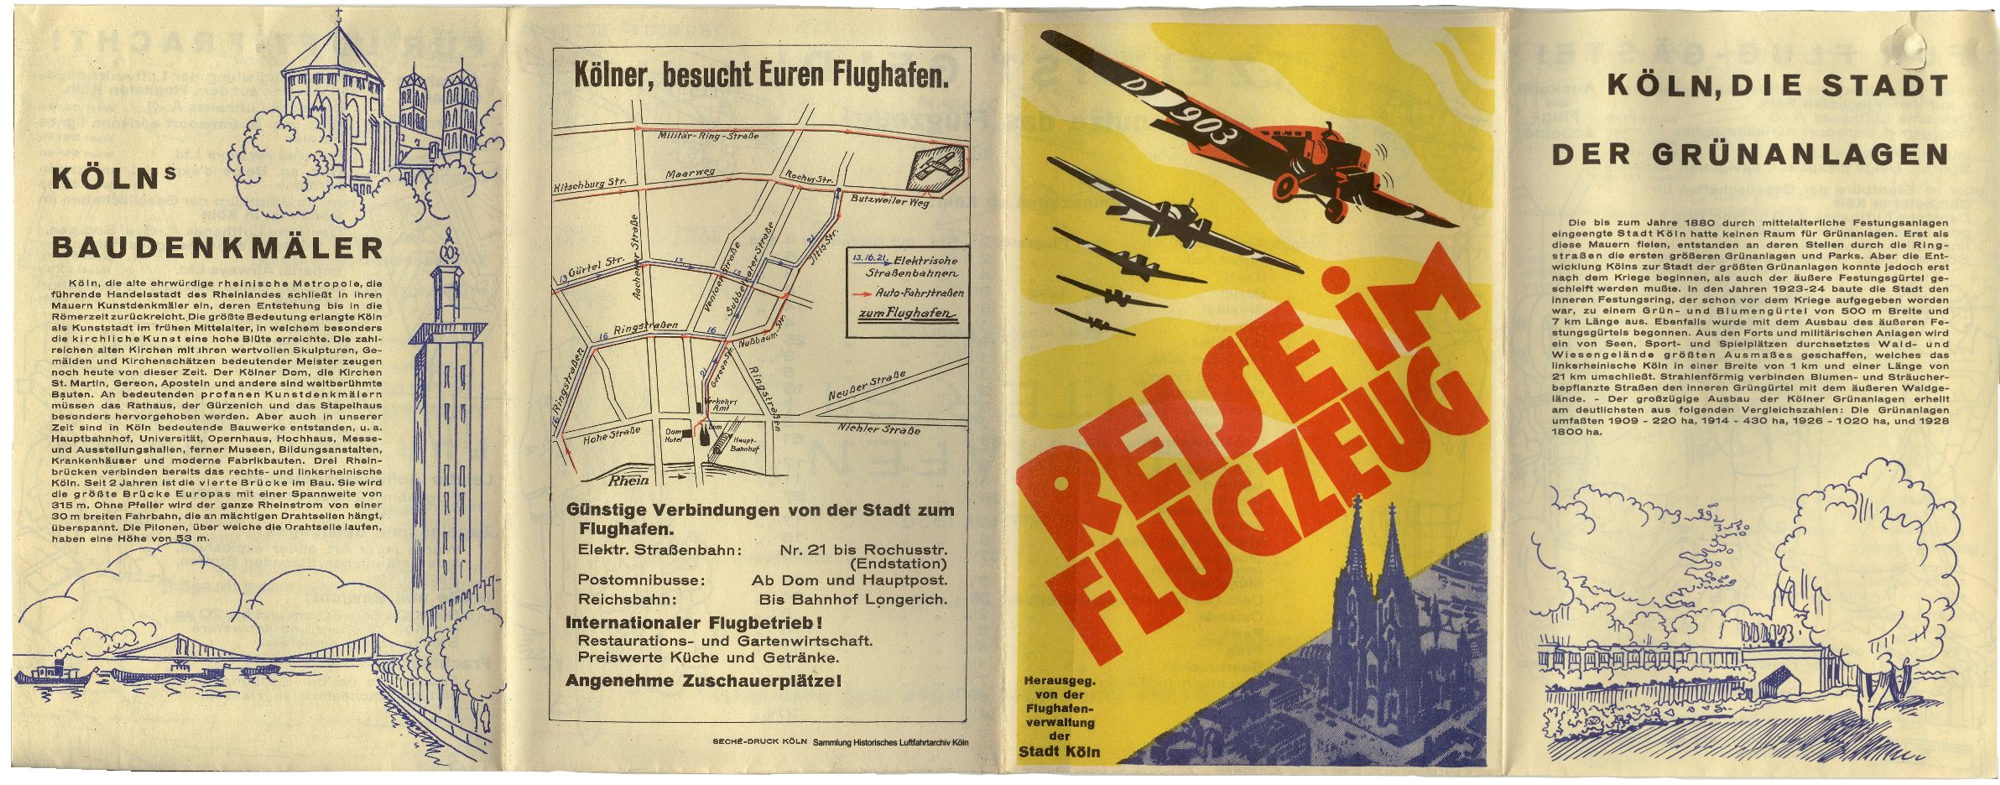 KÖLNs
BAUDENKMÄLER
Köln, die alte ehrwürdige rheinische Metropole, die
führende Handelsstadt des Rheinlandes schließt in ihren
Mauern Kunstdenkmäler ein, deren Entstehung bis in die
Römerzeit zurückreicht. Die größte Bedeutung erlangte Köln
als Kunststadt im frühen Mittelalter, in welchem besonders
die kirchliche Kunst eine hohe Blüte erreichte. Die zahl-
reichen alten Kirchen mit ihren wertvollen Skulpturen, Ge-
mälden und Kirchenschätzen bedeutender Meister zeugen
noch heute von dieser Zeit. Der Kölner Dom, die Kirchen
St. Martin, Gereon, Aposteln und andere sind weltberühmte
Bauten. An bedeutenden profanen Kunstdenkmälern
müssen das Rathaus, der Gürzenich und das Stapelhaus
besonders hervorgehoben werden. Aber auch in unserer
Zeit sind in Köln bedeutende Bauwerke entstanden, u. a.
Hauptbahnhof, Universität, Opernhaus, Hochhaus, Messe-
und Ausstellungshallen, ferner Museen, Bildungsanstalten,
Krankenhäuser und moderne Fabrikbauten. Drei Rhein-
brücken verbinden bereits das rechts- und linksrheinische
Köln. Seit 2 Jahren ist die vierte Brücke im Bau. Sie wird
die größte Brücke Europas mit einer Spannweite von
315 m. Ohne Pfeiler wird der ganze Rheinstrom von einer
30 m breiten Fahrbahn, die an mächtigen Drahtseilen hängt,
überspannt. Die Pilonen, über welche die Drahtseile laufen,
haben eine Höhe von 53 m.
Kölner, besucht Euren Flughafen.
Militär-Ring-Straße
Hitschburg Str.
Maarweg
Rochus Str.
Butzweiler Weg
Aachener Straße
Venloer Straße
Subbelrater Straße
21 Iltis Str.
13 Gürtel Str.
13
13
13. 16. 21. Elektrische
Straßenbahnen
Auto-Fahrstraßen
zum Flughafen
16 Ringstraßen
16
Nußbaum. Str.
21
Gereon Str.
16 Ringstraßen
Ringstraßen
Neußer Straße
Verkehrs
Amt
Hohe Straße
Dom
Hotel
Dom
Haupt-
Bahnhof
Niehler Straße
Rhein
Günstige Verbindungen von der Stadt zum
Flughafen.
Elektr. Straßenbahn: Nr. 21 bis Rochusstr.
(Endstation)
Postomnibusse: Ab Dom und Hauptpost.
Reichsbahn: Bis Bahnhof Longerich.
Internationaler Flugbetrieb!
Restaurations- und Gartenwirtschaft.
Preiswerte Küche und Getränke.
Angenehme Zuschauerplätze!
SECHÉ-DRUCK KÖLN Sammlung Historisches Luftfahrtarchiv Köln
D 1903
REISE IM
FLUGZEUG
Herausgeg.
von der
Flughafen-
verwaltung
der
Stadt Köln
KÖLN, DIE STADT
DER GRÜNANLAGEN
Die bis zum Jahre 1880 durch mittelalterliche Festungsanlagen
eingeengte Stadt Köln hatte keinen Raum für Grünanlagen. Erst als
diese Mauern fielen, entstanden an deren Stellen durch die Ring-
straßen die ersten größeren Grünanlagen und Parks. Aber die Ent-
wicklung Kölns zur Stadt der größten Grünanlagen konnte jedoch erst
nach dem Kriege beginnen, als auch der äußere Festungsgürtel ge-
schleift werden mußte. In den Jahren 1923-24 baute die Stadt den
inneren Festungsring, der schon vor dem Kriege aufgegeben worden
war, zu einem Grün- und Blumengürtel von 500 m Breite und
7 km Länge aus. Ebenfalls wurde mit dem Ausbau des äußeren Fe-
stungsgürtels begonnen. Aus den Forts und militärischen Anlagen wird
ein von Seen, Sport- und Spielplätzen durchsetztes Wald- und
Wiesengelände größten Ausmaßes geschaffen, welches das
linksrheinische Köln in einer Breite von 1 km und einer Länge von
21 km umschließt. Strahlenförmig verbinden Blumen- und Sträucher-
bepflanzte Straßen den inneren Grüngürtel mit dem äußeren Waldge-
lände. - Der großzügige Ausbau der Kölner Grünanlagen erhellt
am deutlichsten aus folgenden Vergleichszahlen: Die Grünanlagen
umfaßten 1909 - 220 ha, 1914 - 430 ha, 1926 - 1020 ha, und 1928
1800 ha.